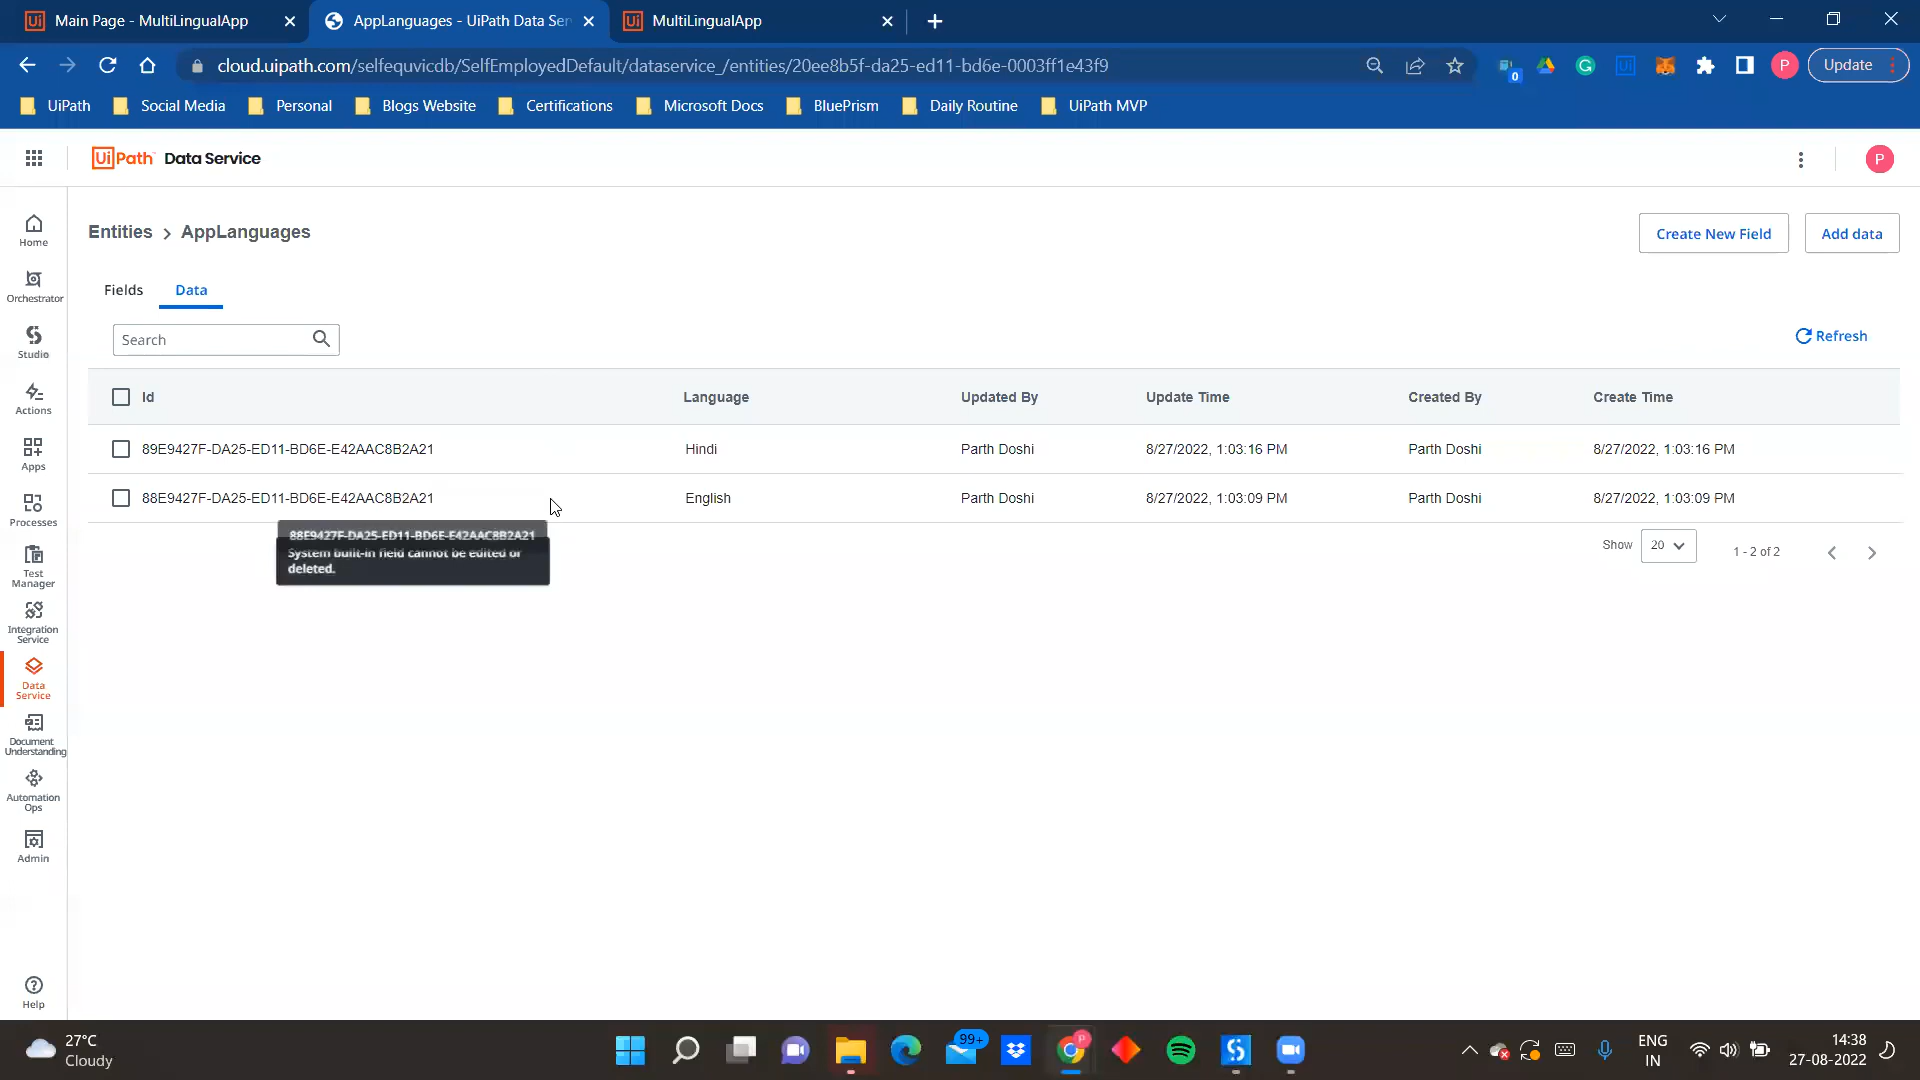 Main Page - MultiLingualApp
AppLanguages - UiPath Data Ser
MultiLingualApp
cloud.uipath.com/selfequvicdb/SelfEmployedDefault/dataservice_/entities/20ee8b5f-da25-ed11-bd6e-0003ff1e43f9
0
P
Update
UiPath
Social Media
Personal
Blogs Website
Certifications
Microsoft Docs
BluePrism
Daily Routine
UiPath MVP
UiPath Data Service
P
Home
Orchestrator
Studio
Actions
Apps
Processes
Test
Manager
Integration
Service
Data
Service
Document
Understanding
Automation
Ops
Admin
Help
Entities > AppLanguages
Create New Field
Add data
Fields
Data
Search
Refresh
Id Language Updated By Update Time Created By Create Time
89E9427F-DA25-ED11-BD6E-E42AAC8B2A21 Hindi Parth Doshi 8/27/2022, 1:03:16 PM Parth Doshi 8/27/2022, 1:03:16 PM
88E9427F-DA25-ED11-BD6E-E42AAC8B2A21 English Parth Doshi 8/27/2022, 1:03:09 PM Parth Doshi 8/27/2022, 1:03:09 PM
88E9427F-DA25-ED11-BD6E-E42AAC8B2A21
System built-in field cannot be edited or
deleted.
Show 20 1 - 2 of 2
27°C
Cloudy
99+
P
ENG
IN
14:38
27-08-2022